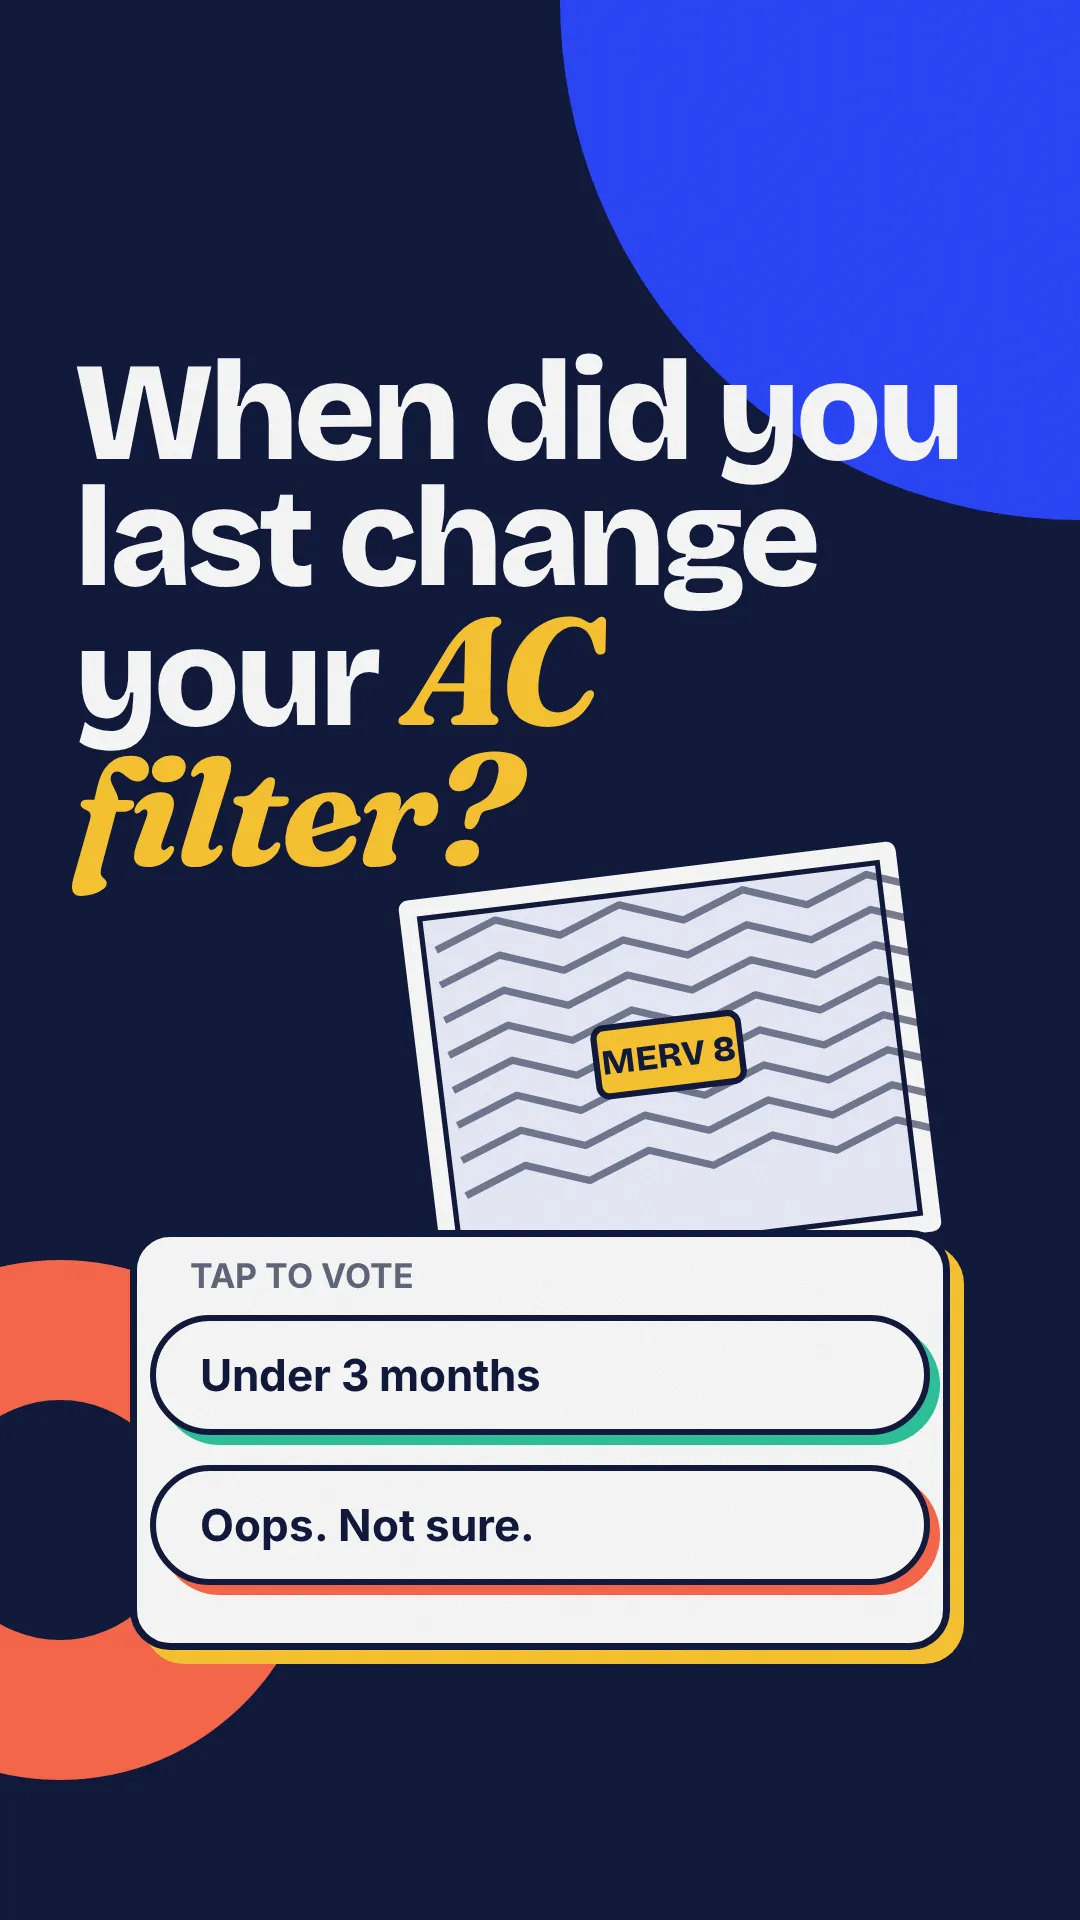 When did you
last change
your AC
filter?
MERV 8
TAP TO VOTE
Under 3 months
Oops. Not sure.